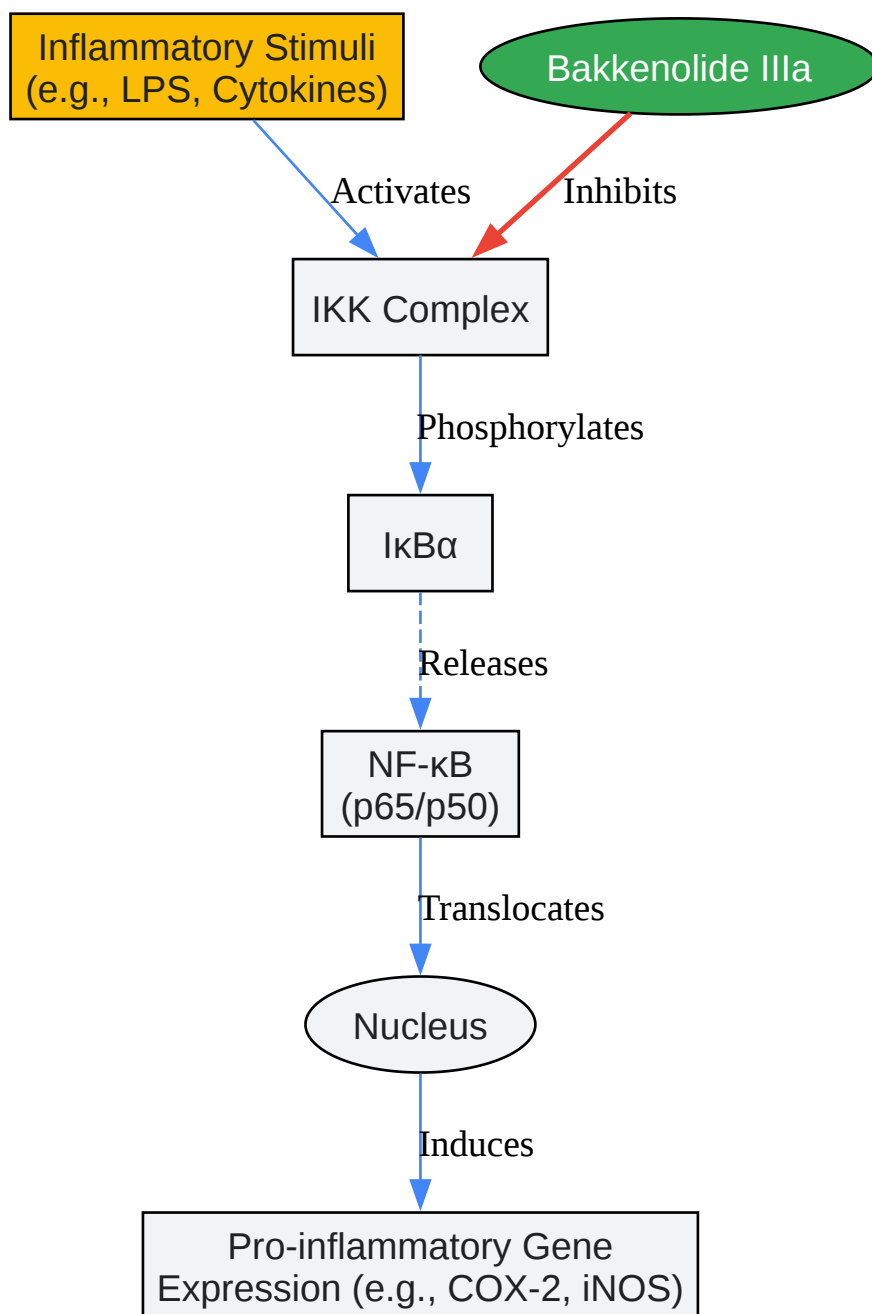 Inflammatory Stimuli
(e.g., LPS, Cytokines)
Bakkenolide IIIa
Activates
Inhibits
IKK Complex
Phosphorylates
IκBα
Releases
NF-κB
(p65/p50)
Translocates
Nucleus
Induces
Pro-inflammatory Gene
Expression (e.g., COX-2, iNOS)